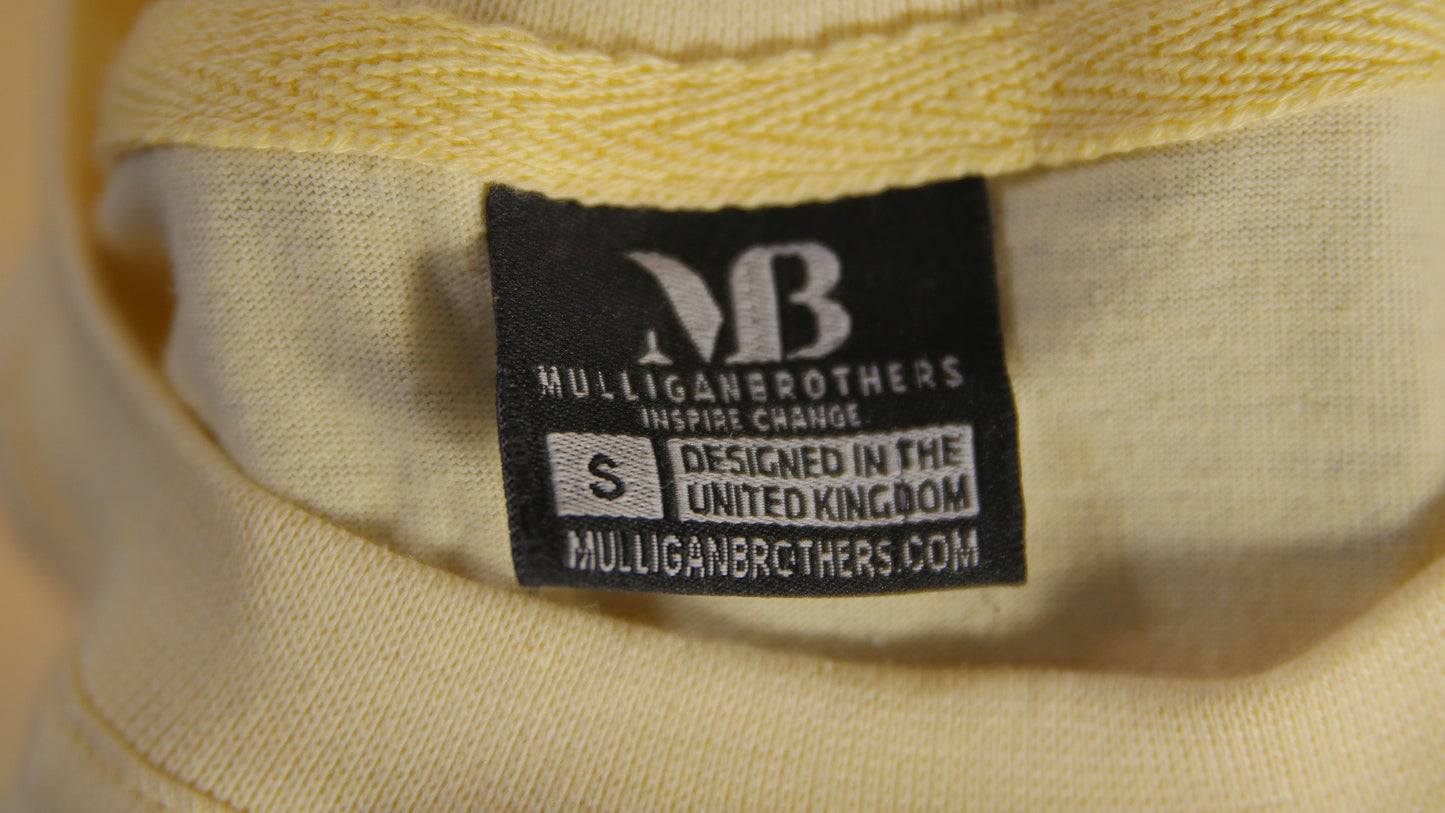 MB
MULLIGANBROTHERS
INSPIRE CHANGE
S
DESIGNED IN THE
UNITED KINGDOM
MULLIGANBROTHERS.COM